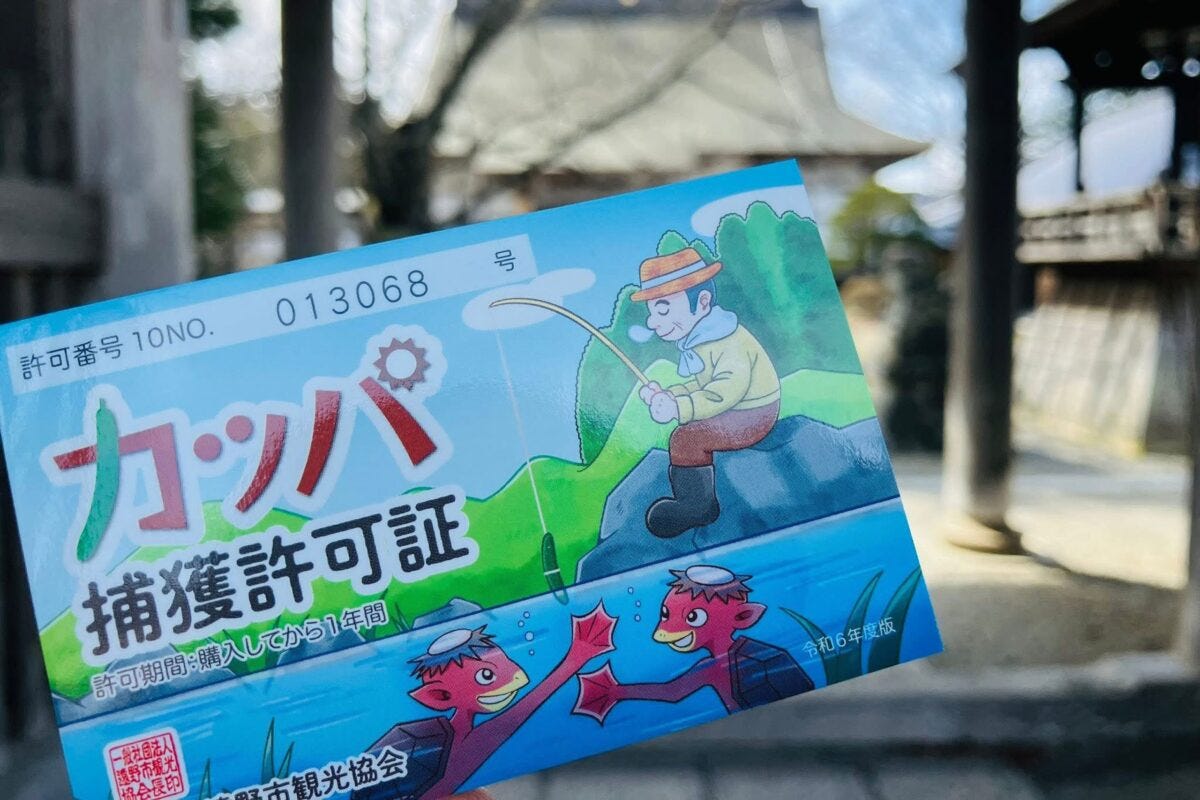 許可番号 10NO. 013068 号
カッパ
捕獲許可証
許可期間:購入してから1年間
令和6年度版
一般社団法人
遠野市観光
協会長印
遠野市観光協会